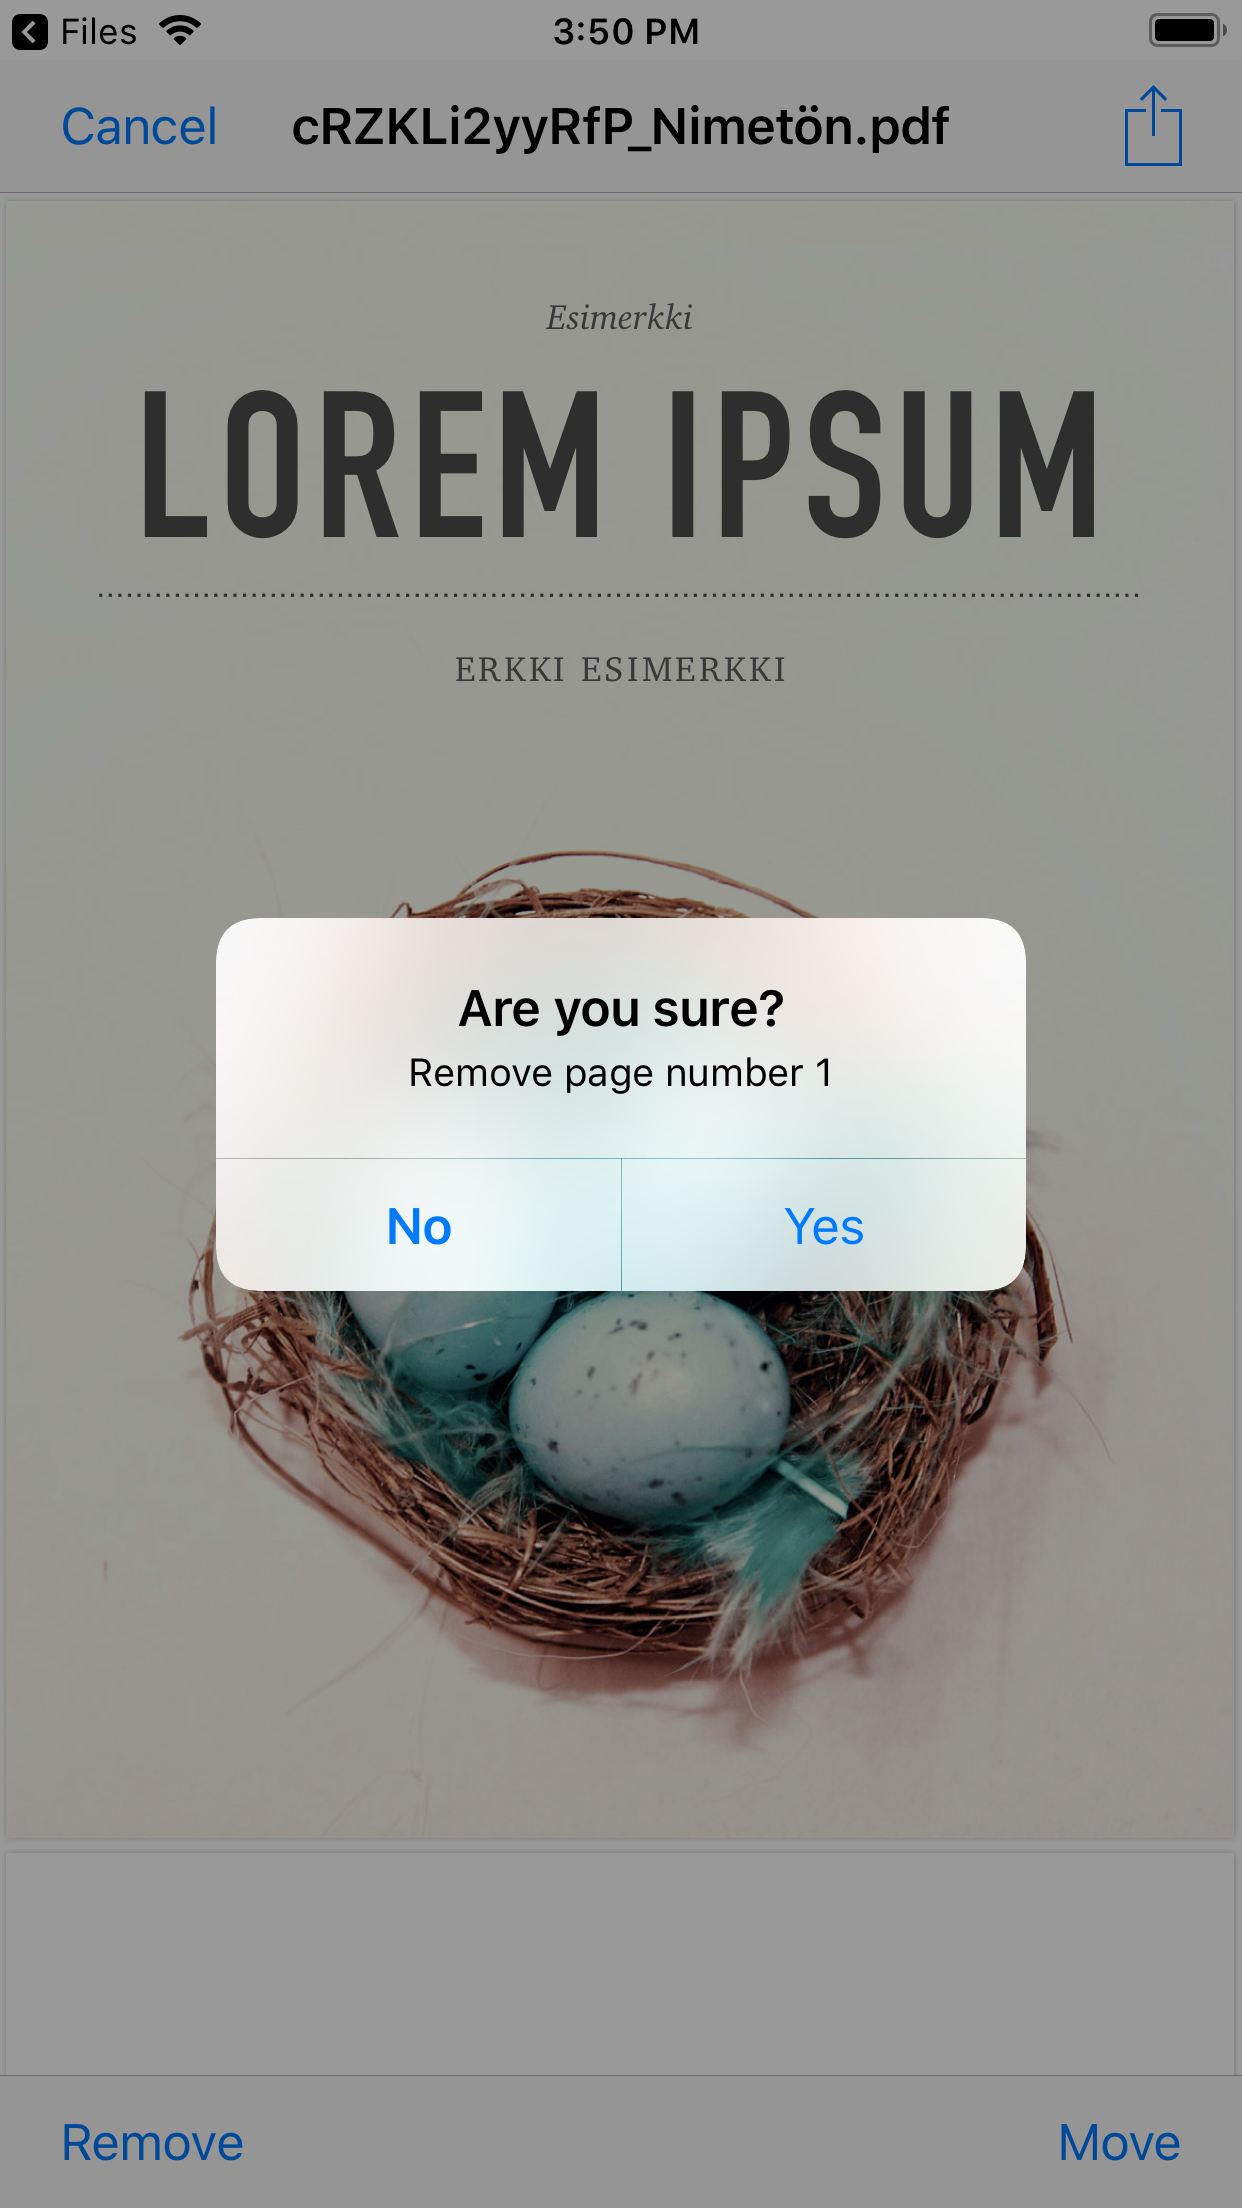 Files
3:50 PM
Cancel
cRZKLi2yyRfP_Nimetön.pdf
Esimerkki
LOREM IPSUM
ERKKI ESIMERKKI
Are you sure?
Remove page number 1
No
Yes
Remove
Move